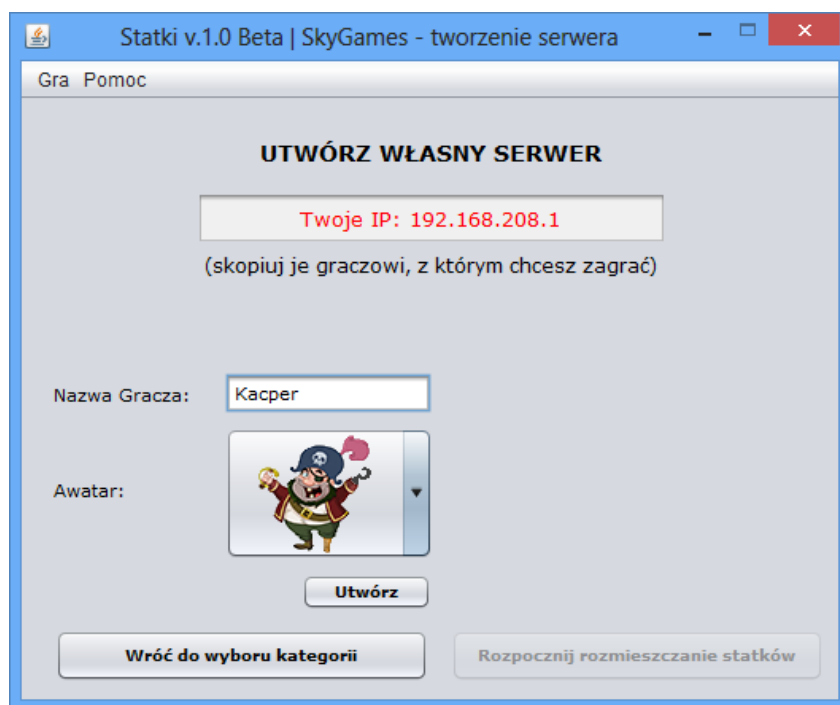 Statki v.1.0 Beta | SkyGames - tworzenie serwera
Gra Pomoc
UTWÓRZ WŁASNY SERWER
Twoje IP: 192.168.208.1
(skopiuj je graczowi, z którym chcesz zagrać)
Nazwa Gracza: Kacper
Awatar:
Utwórz
Wróć do wyboru kategorii
Rozpocznij rozmieszczanie statków